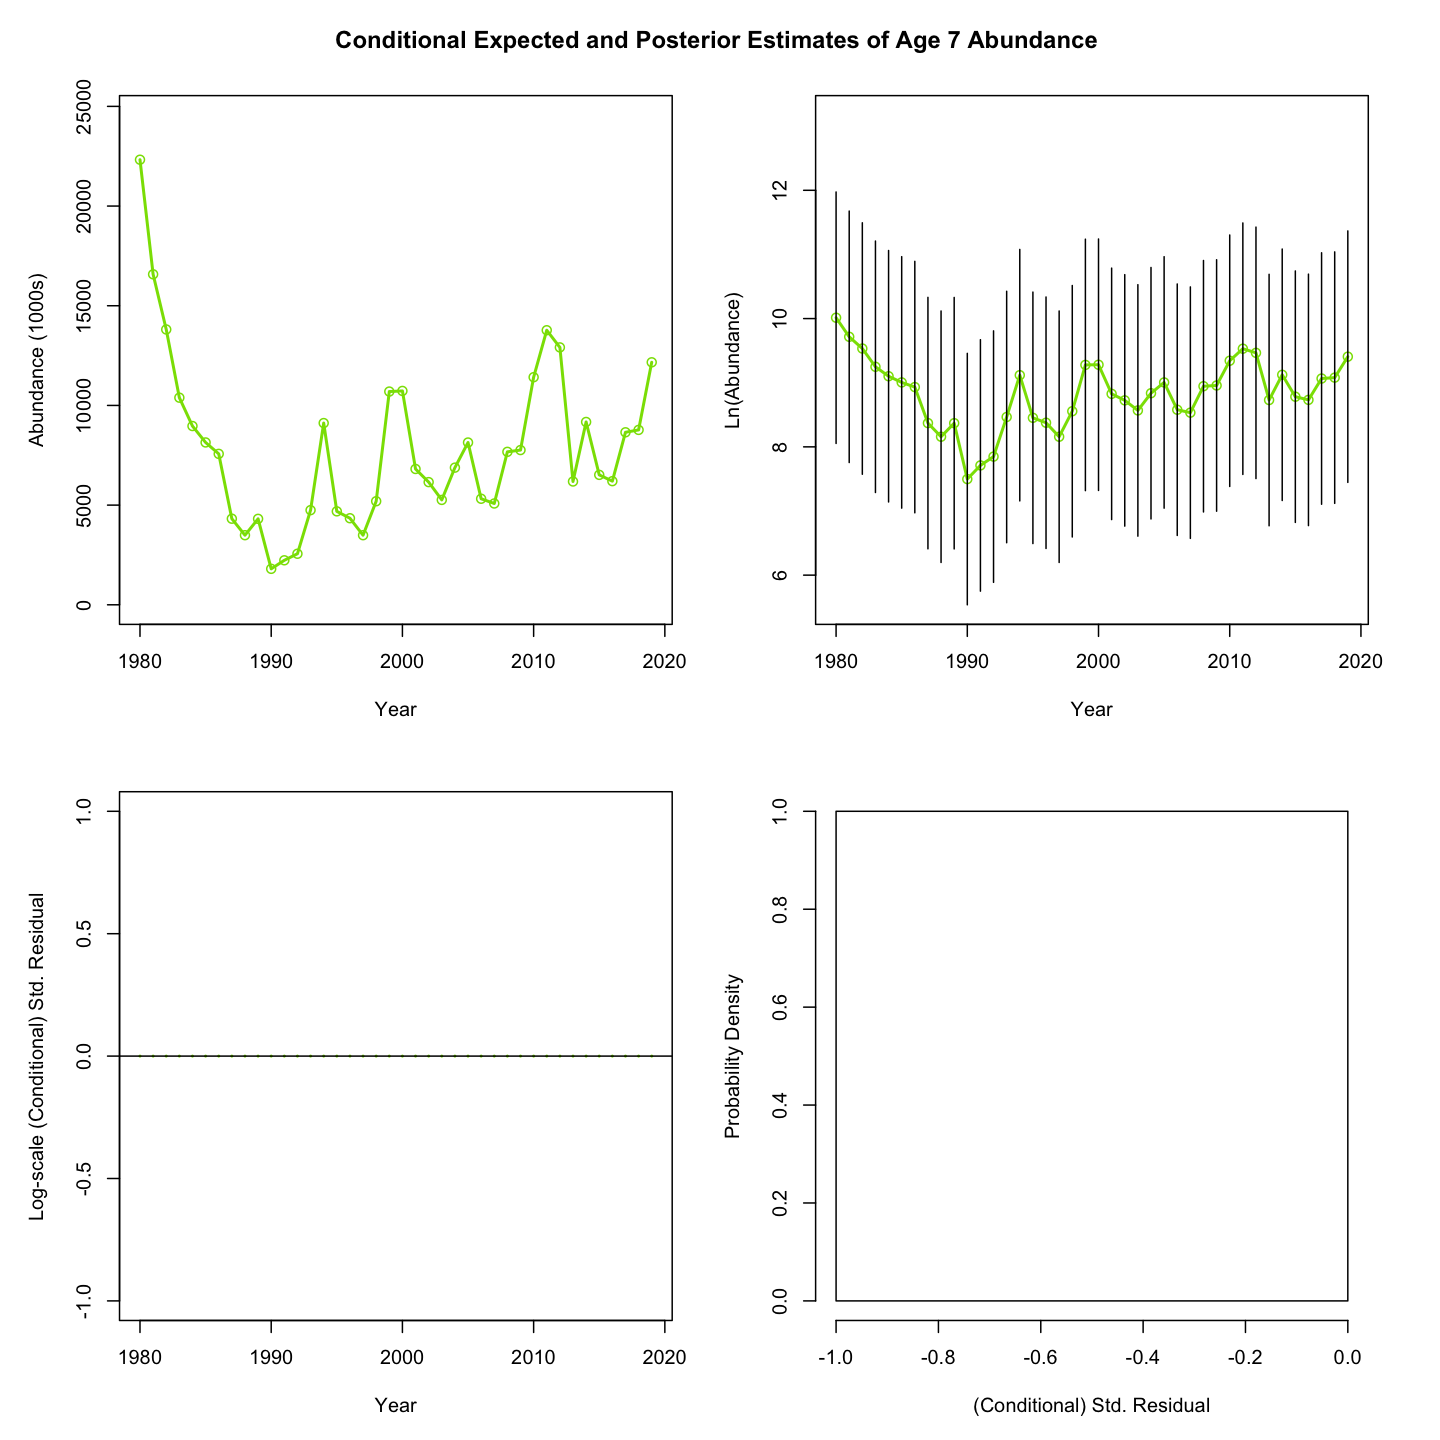 Conditional Expected and Posterior Estimates of Age 7 Abundance
Abundance (1000s)
25000
20000
15000
10000
5000
0
1980 1990 2000 2010 2020
Year
Ln(Abundance)
12
10
8
6
1980 1990 2000 2010 2020
Year
Log-scale (Conditional) Std. Residual
1.0
0.5
0.0
-0.5
-1.0
1980 1990 2000 2010 2020
Year
Probability Density
1.0
0.8
0.6
0.4
0.2
0.0
-1.0 -0.8 -0.6 -0.4 -0.2 0.0
(Conditional) Std. Residual